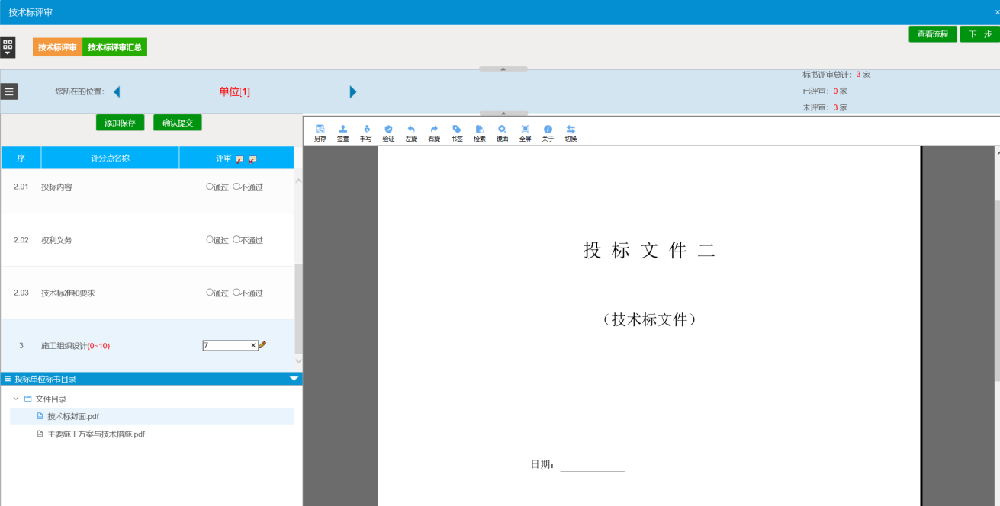 技术标评审
×
查看流程 下一步
技术标评审 技术标评审汇总
标书评审总计: 3 家
您所在的位置: 单位[1] 已评审: 0 家
未评审: 3 家
添加保存 确认提交
另存 签章 手写 验证 左旋 右旋 书签 检索 镜面 全屏 关于 切换
序 评分点名称 评审
2.01 投标内容 通过 不通过
2.02 权利义务 通过 不通过
2.03 技术标准和要求 通过 不通过
3 施工组织设计(0~10) 7 ×
投标单位标书目录
文件目录
技术标封面.pdf
主要施工方案与技术措施.pdf
投标文件二
（技术标文件）
日期：